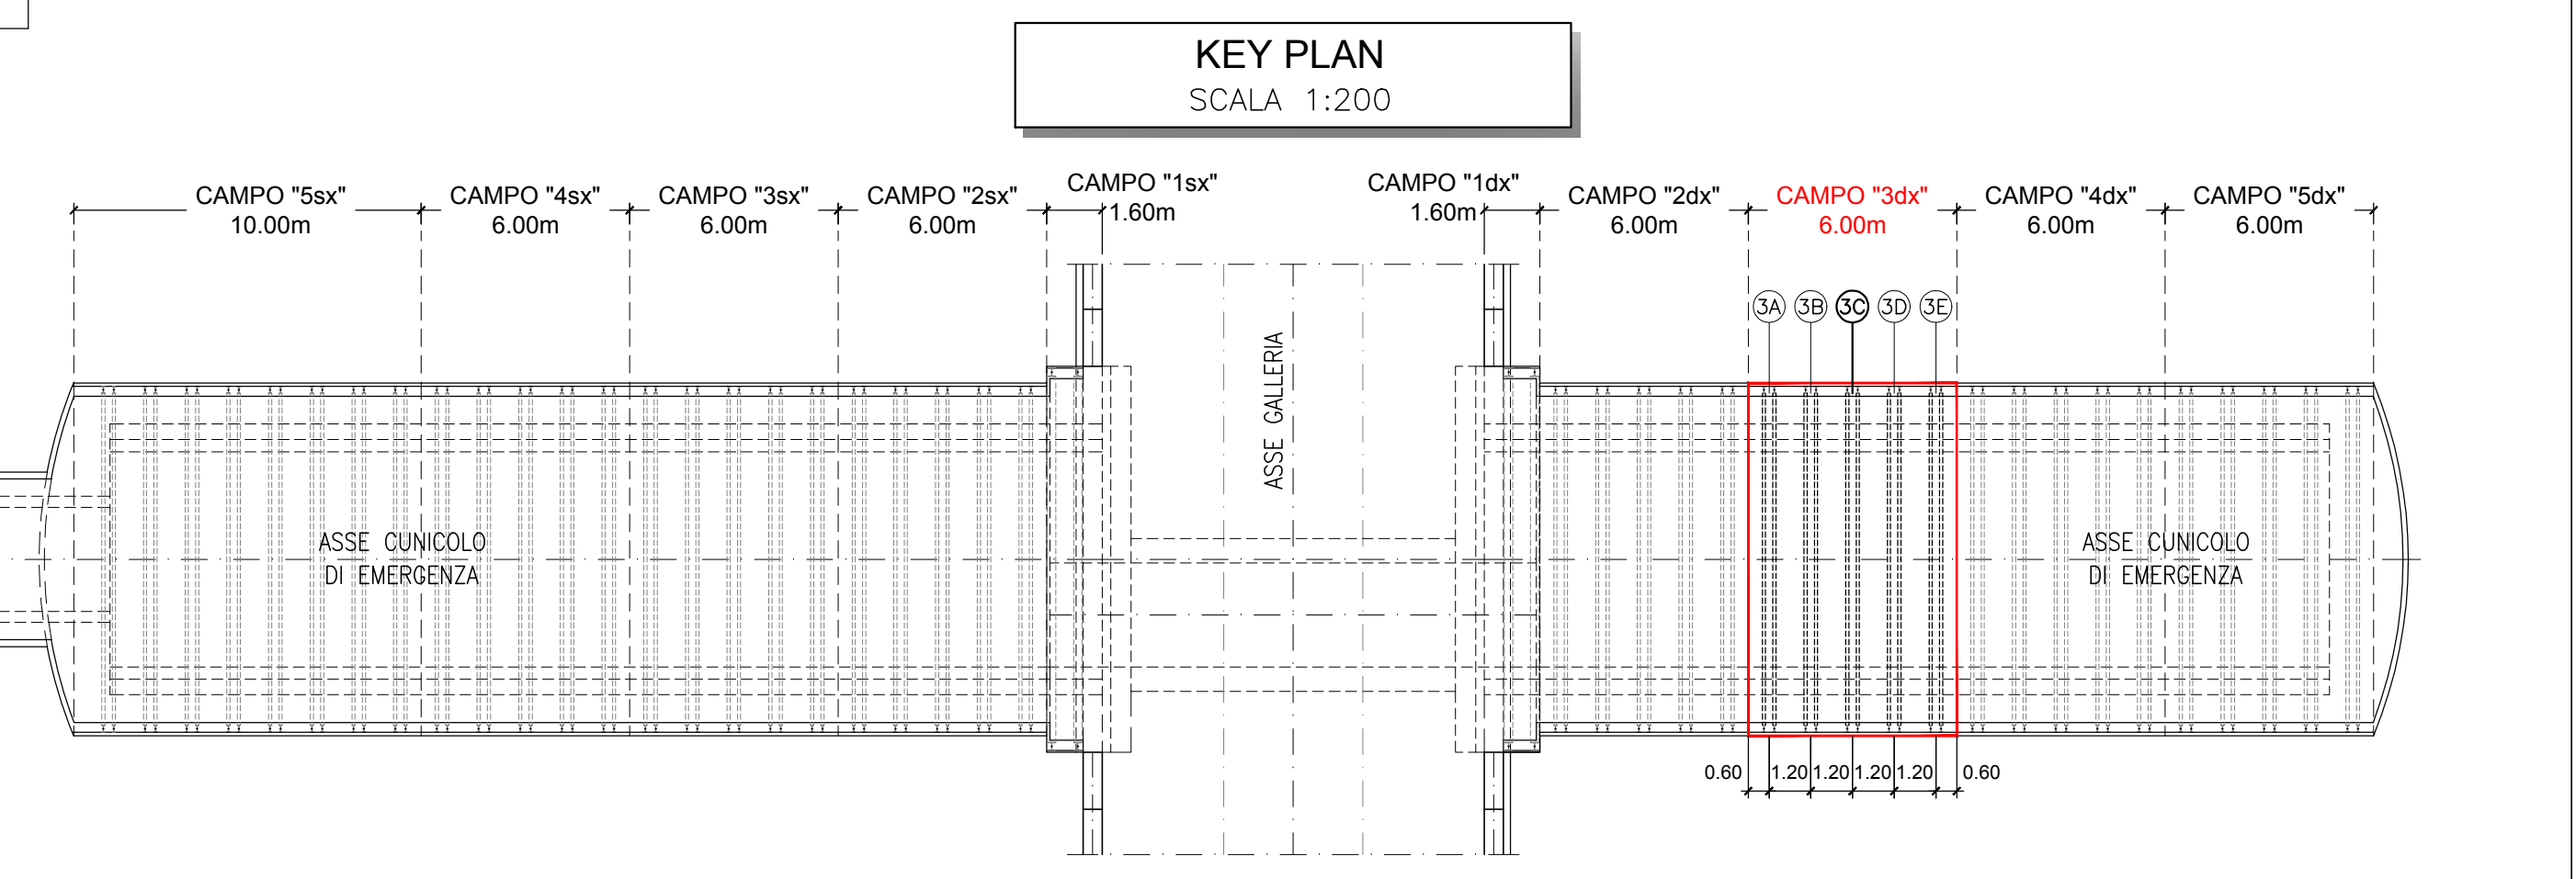 KEY PLAN
SCALA 1:200
CAMPO "5sx"
10.00m
CAMPO "4sx"
6.00m
CAMPO "3sx"
6.00m
CAMPO "2sx"
6.00m
CAMPO "1sx"
1.60m
CAMPO "1dx"
1.60m
CAMPO "2dx"
6.00m
CAMPO "3dx"
6.00m
CAMPO "4dx"
6.00m
CAMPO "5dx"
6.00m
3A 3B 3C 3D 3E
ASSE GALLERIA
ASSE CUNICOLO
DI EMERGENZA
ASSE CUNICOLO
DI EMERGENZA
0.60 1.20 1.20 1.20 1.20 0.60